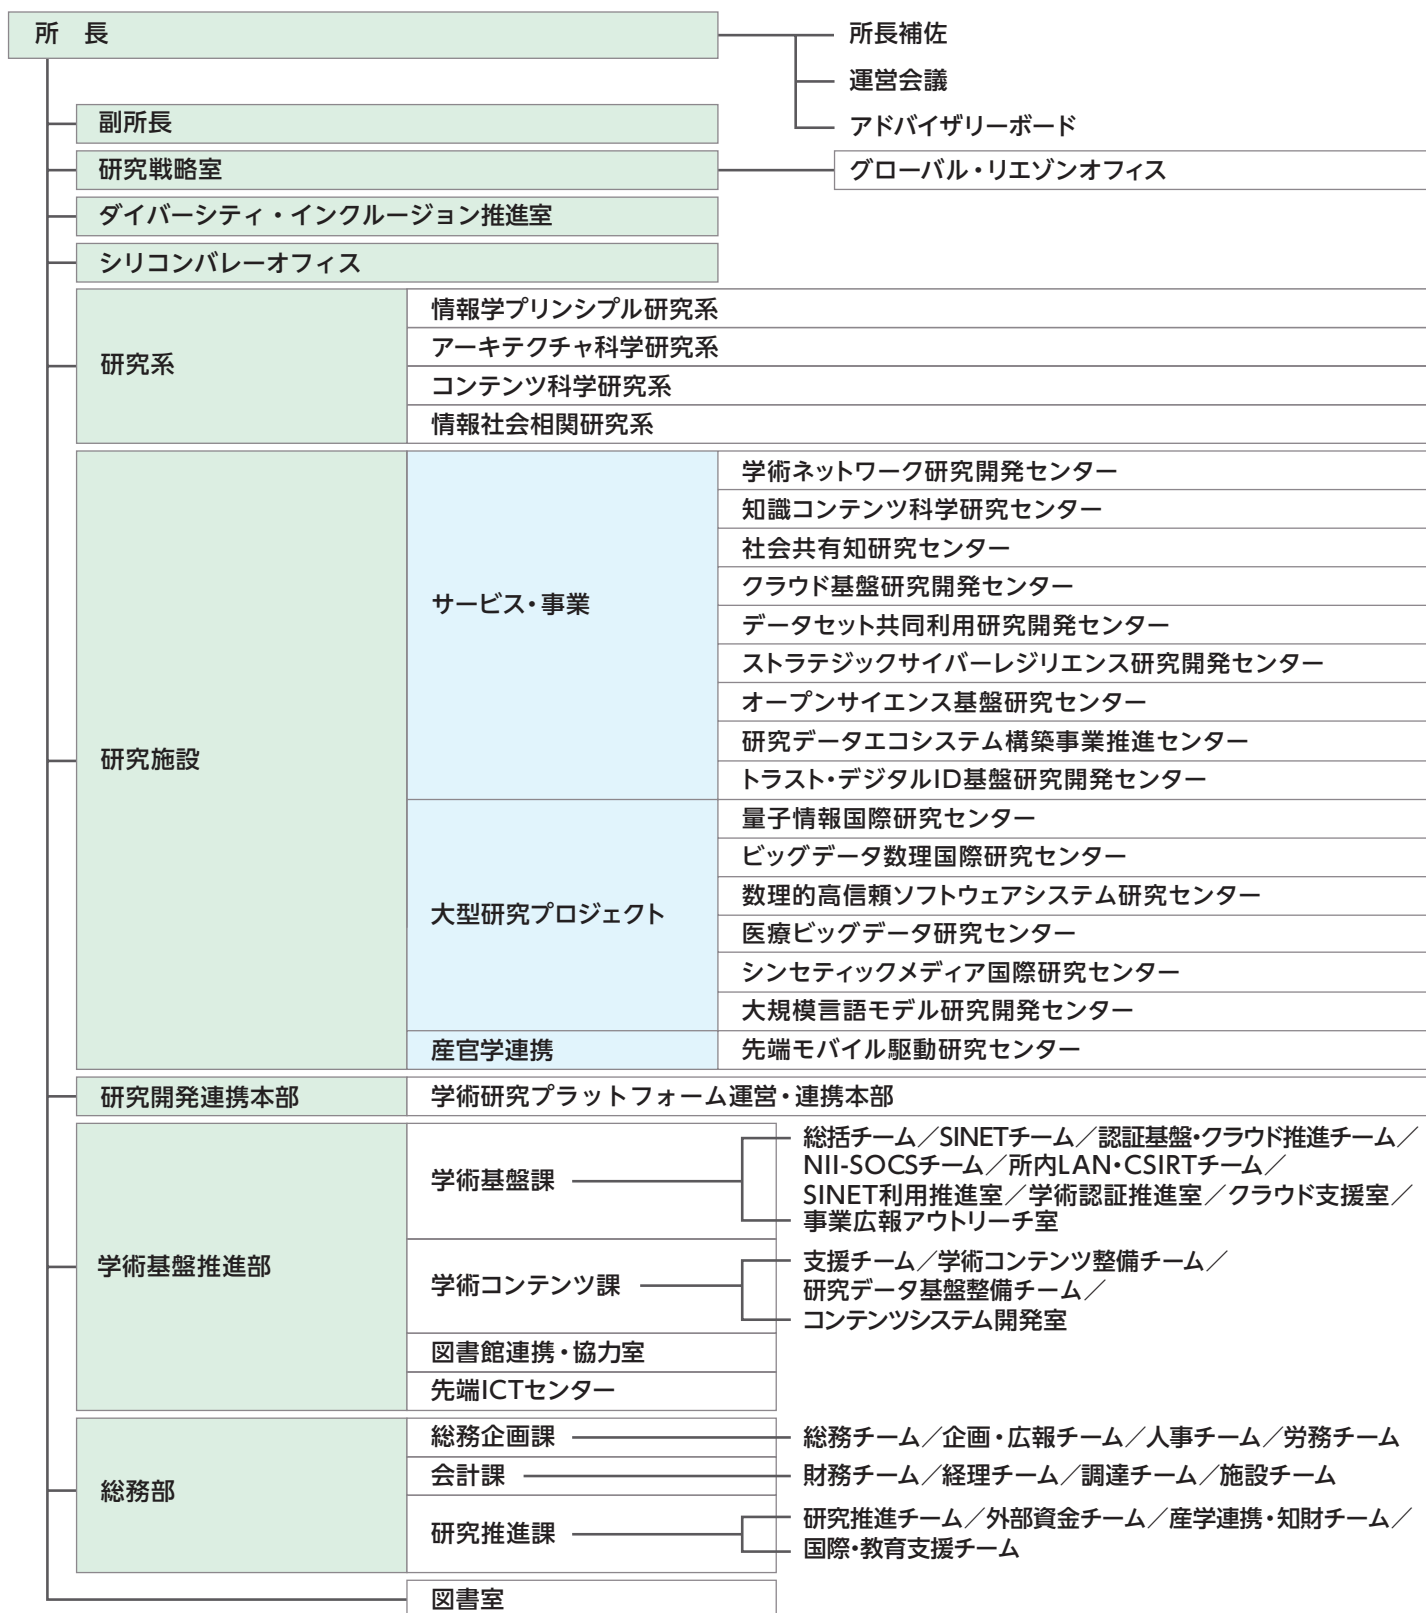 所　長
所長補佐
運営会議
アドバイザリーボード
副所長
研究戦略室
グローバル・リエゾンオフィス
ダイバーシティ・インクルージョン推進室
シリコンバレーオフィス
研究系
情報学プリンシプル研究系
アーキテクチャ科学研究系
コンテンツ科学研究系
情報社会相関研究系
研究施設
サービス・事業
学術ネットワーク研究開発センター
知識コンテンツ科学研究センター
社会共有知研究センター
クラウド基盤研究開発センター
データセット共同利用研究開発センター
ストラテジックサイバーレジリエンス研究開発センター
オープンサイエンス基盤研究センター
研究データエコシステム構築事業推進センター
トラスト・デジタルID基盤研究開発センター
大型研究プロジェクト
量子情報国際研究センター
ビッグデータ数理国際研究センター
数理的高信頼ソフトウェアシステム研究センター
医療ビッグデータ研究センター
シンセティックメディア国際研究センター
大規模言語モデル研究開発センター
産官学連携
先端モバイル駆動研究センター
研究開発連携本部
学術研究プラットフォーム運営・連携本部
学術基盤推進部
学術基盤課
総括チーム／SINETチーム／認証基盤・クラウド推進チーム／
NII-SOCSチーム／所内LAN・CSIRTチーム／
SINET利用推進室／学術認証推進室／クラウド支援室／
事業広報アウトリーチ室
学術コンテンツ課
支援チーム／学術コンテンツ整備チーム／
研究データ基盤整備チーム／
コンテンツシステム開発室
図書館連携・協力室
先端ICTセンター
総務部
総務企画課
総務チーム／企画・広報チーム／人事チーム／労務チーム
会計課
財務チーム／経理チーム／調達チーム／施設チーム
研究推進課
研究推進チーム／外部資金チーム／産学連携・知財チーム／
国際・教育支援チーム
図書室